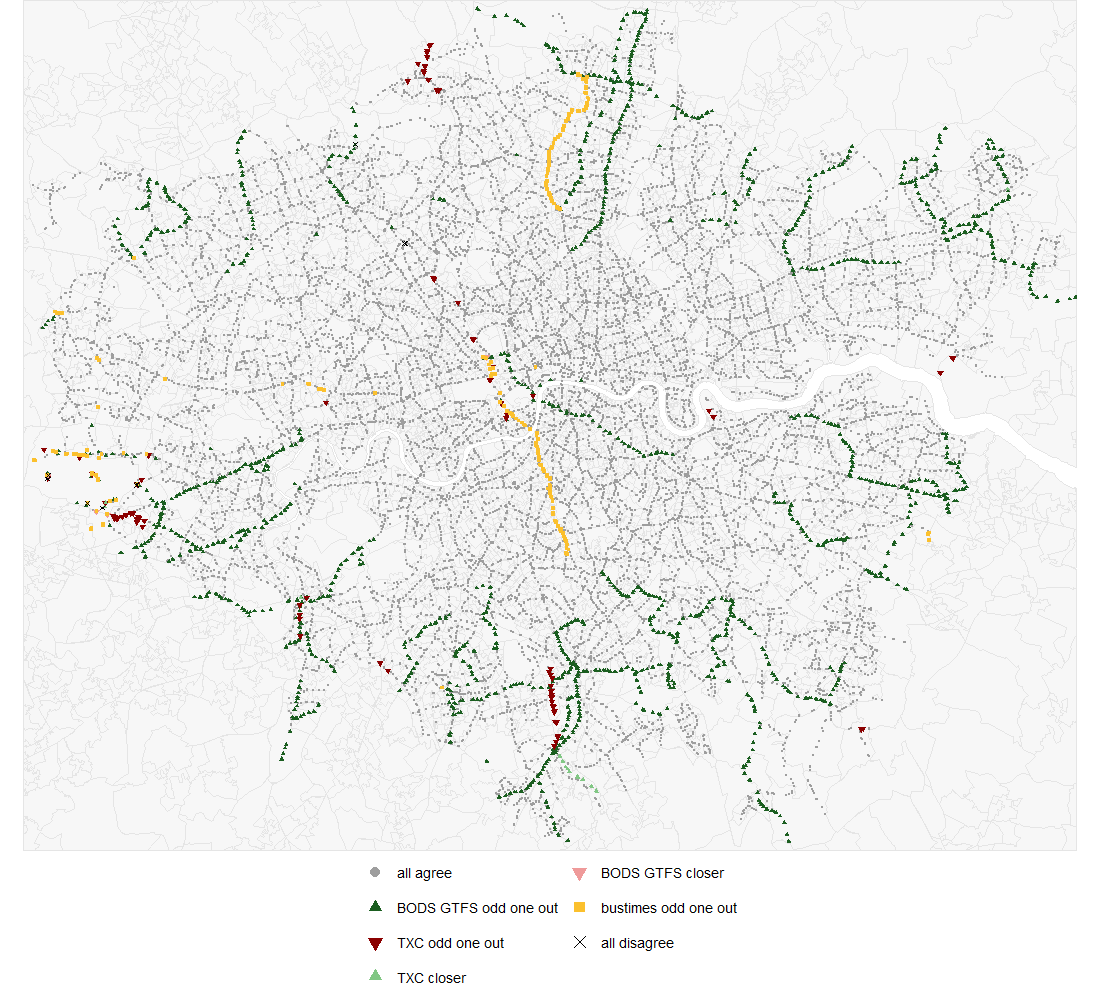 all agree
BODS GTFS odd one out
TXC odd one out
TXC closer
BODS GTFS closer
bustimes odd one out
all disagree